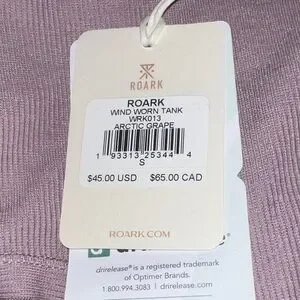 ROARK
ROARK
WIND WORN TANK
WRK013
ARCTIC GRAPE
1 93313 25344 4
S
$45.00 USD $65.00 CAD
ROARK.COM
drirelease® is a registered trademark
of Optimer Brands.
1.800.994.3083 |